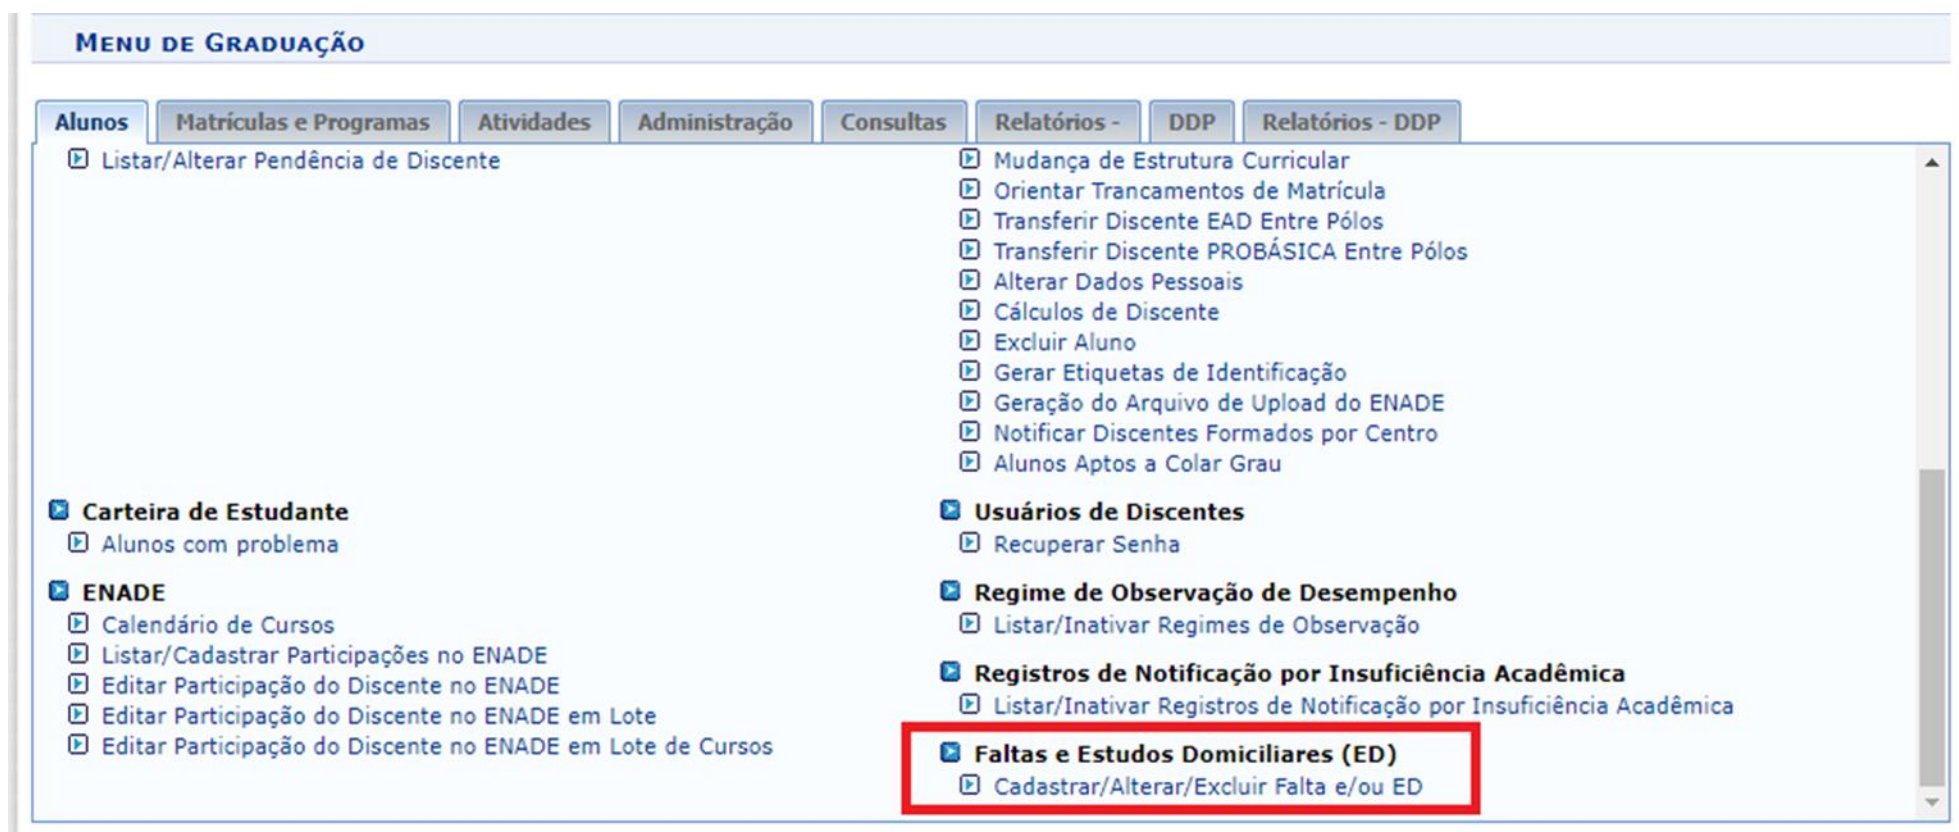 MENU DE GRADUAÇÃO
Alunos
Matrículas e Programas
Atividades
Administração
Consultas
Relatórios -
DDP
Relatórios - DDP
Listar/Alterar Pendência de Discente
Carteira de Estudante
Alunos com problema
ENADE
Calendário de Cursos
Listar/Cadastrar Participações no ENADE
Editar Participação do Discente no ENADE
Editar Participação do Discente no ENADE em Lote
Editar Participação do Discente no ENADE em Lote de Cursos
Mudança de Estrutura Curricular
Orientar Trancamentos de Matrícula
Transferir Discente EAD Entre Pólos
Transferir Discente PROBÁSICA Entre Pólos
Alterar Dados Pessoais
Cálculos de Discente
Excluir Aluno
Gerar Etiquetas de Identificação
Geração do Arquivo de Upload do ENADE
Notificar Discentes Formados por Centro
Alunos Aptos a Colar Grau
Usuários de Discentes
Recuperar Senha
Regime de Observação de Desempenho
Listar/Inativar Regimes de Observação
Registros de Notificação por Insuficiência Acadêmica
Listar/Inativar Registros de Notificação por Insuficiência Acadêmica
Faltas e Estudos Domiciliares (ED)
Cadastrar/Alterar/Excluir Falta e/ou ED